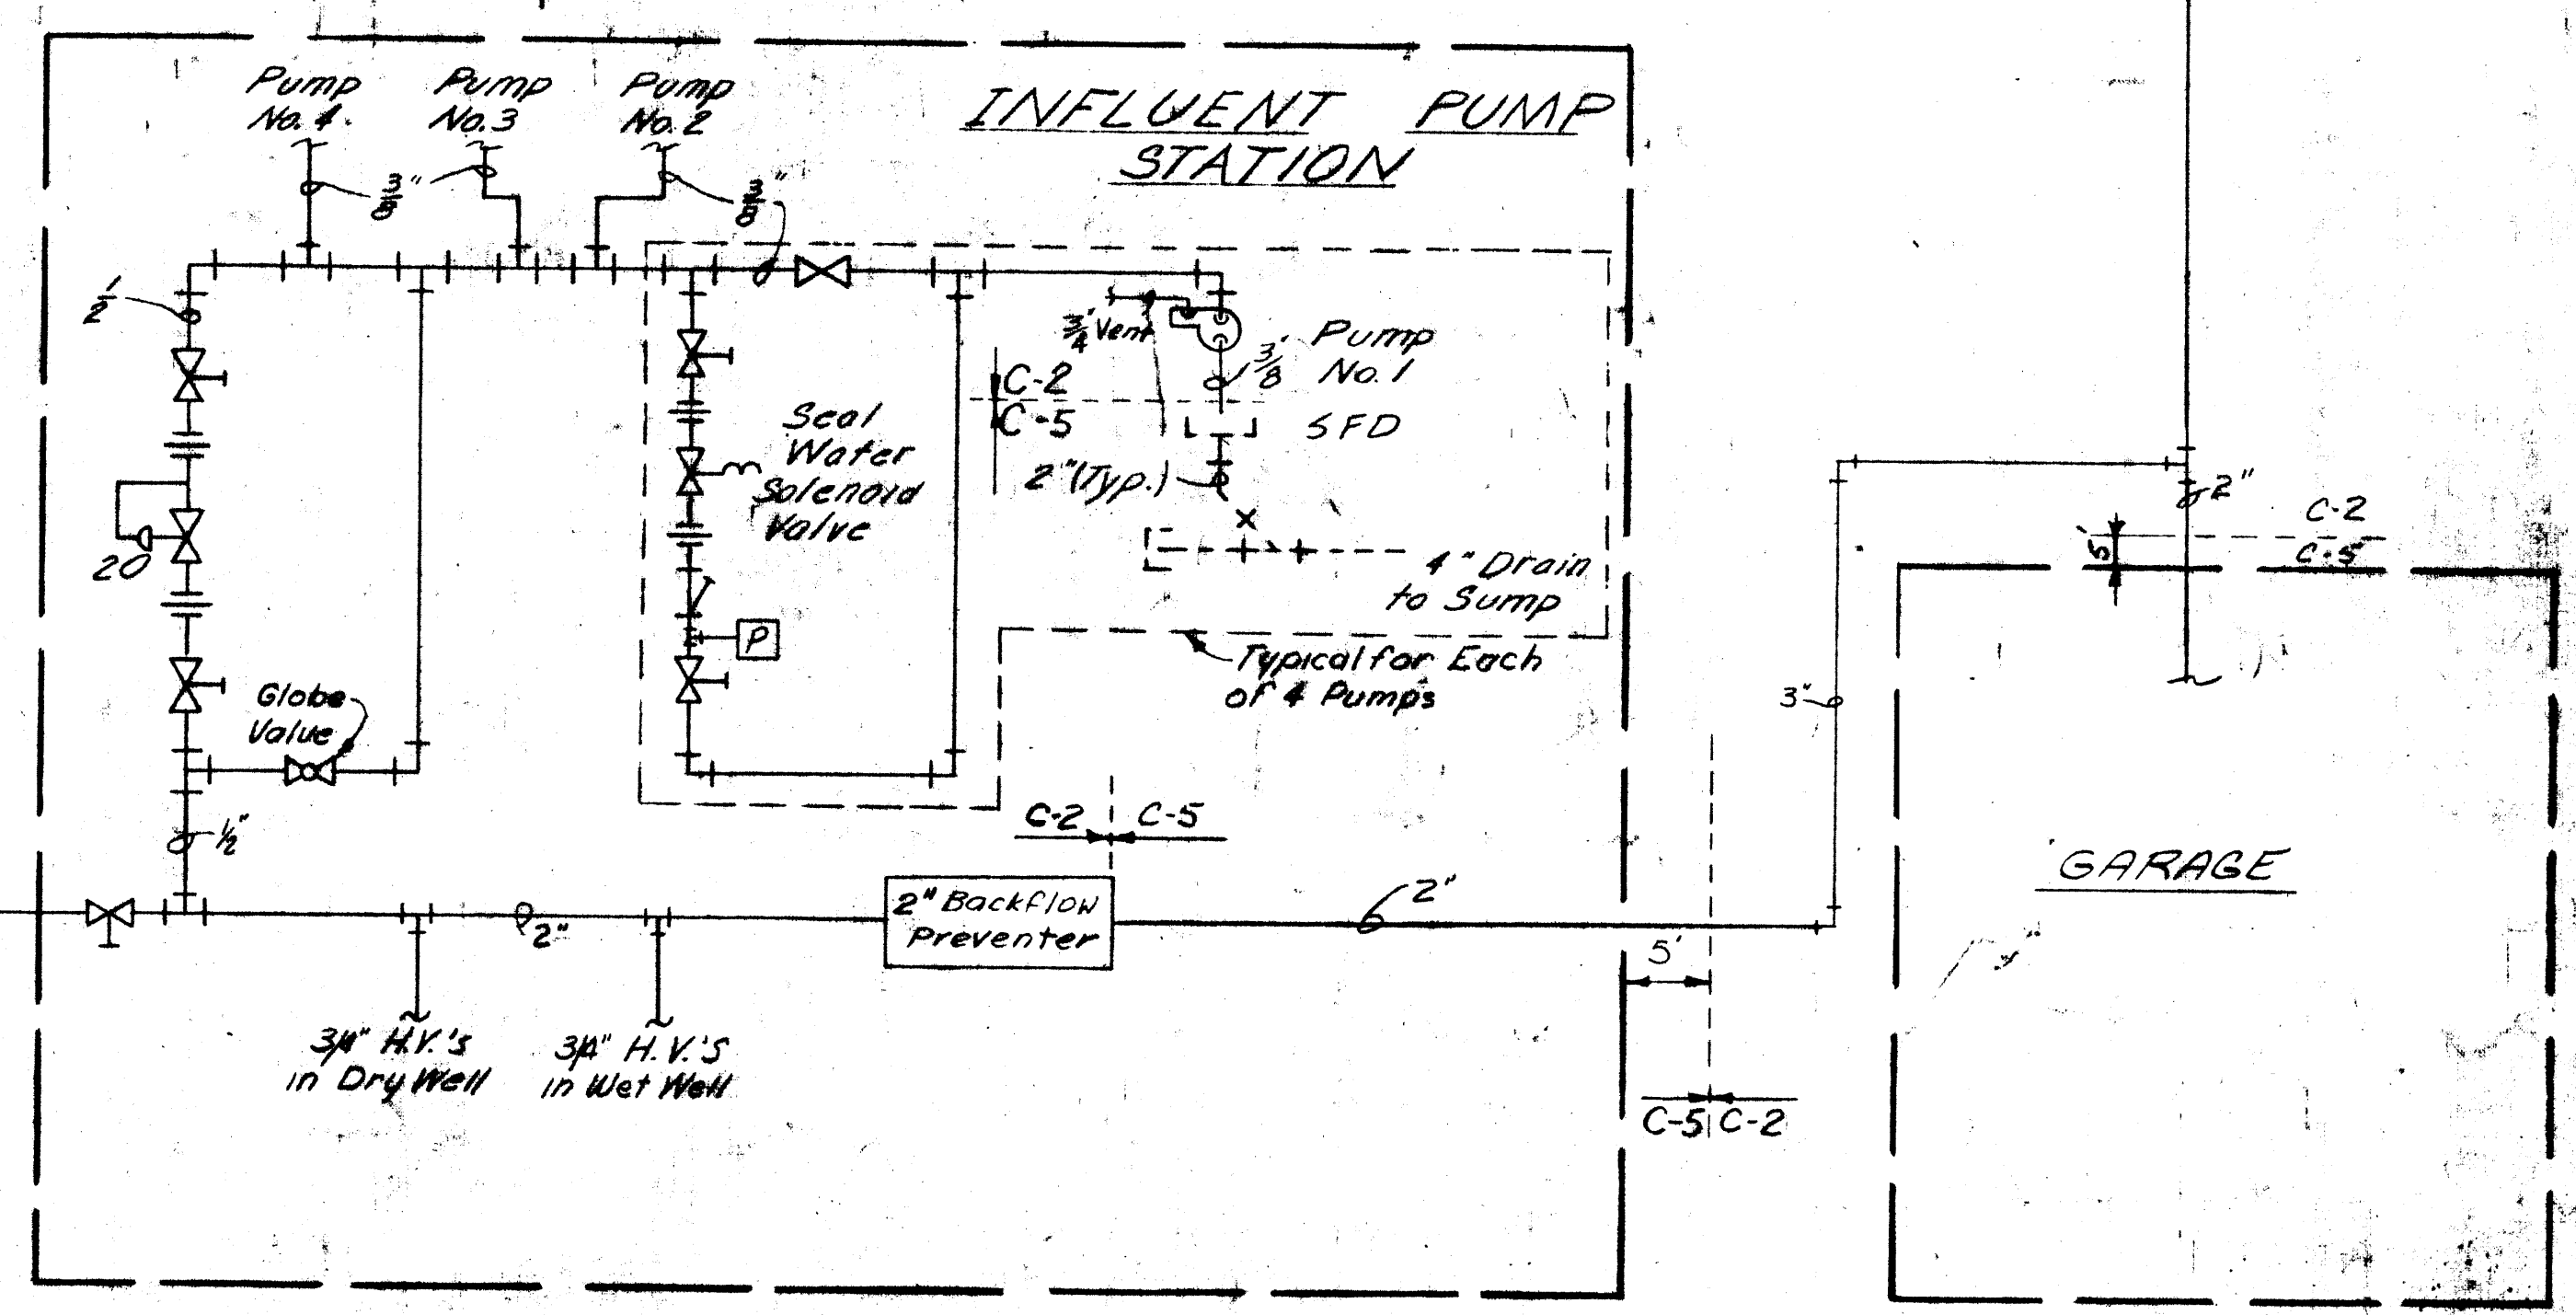 Pump
No. 4
Pump
No. 3
Pump
No. 2
INFLUENT PUMP
STATION
3/8"
3/8"
1/2
3/4" Vent
3/8"
Pump
No. 1
C-2
C-5
SFD
Seal
Water
Solenoid
Valve
2" (Typ.)
X
20
4" Drain
to Sump
P
Typical for Each
of 4 Pumps
Globe
Value
1/2"
C-2
C-5
2" Backflow
Preventer
2"
2"
5'
3/4" H.V.'s
in Dry Well
3/4" H.V.'S
in Wet Well
C-5
C-2
3"
2"
C-2
C-5
5'
GARAGE